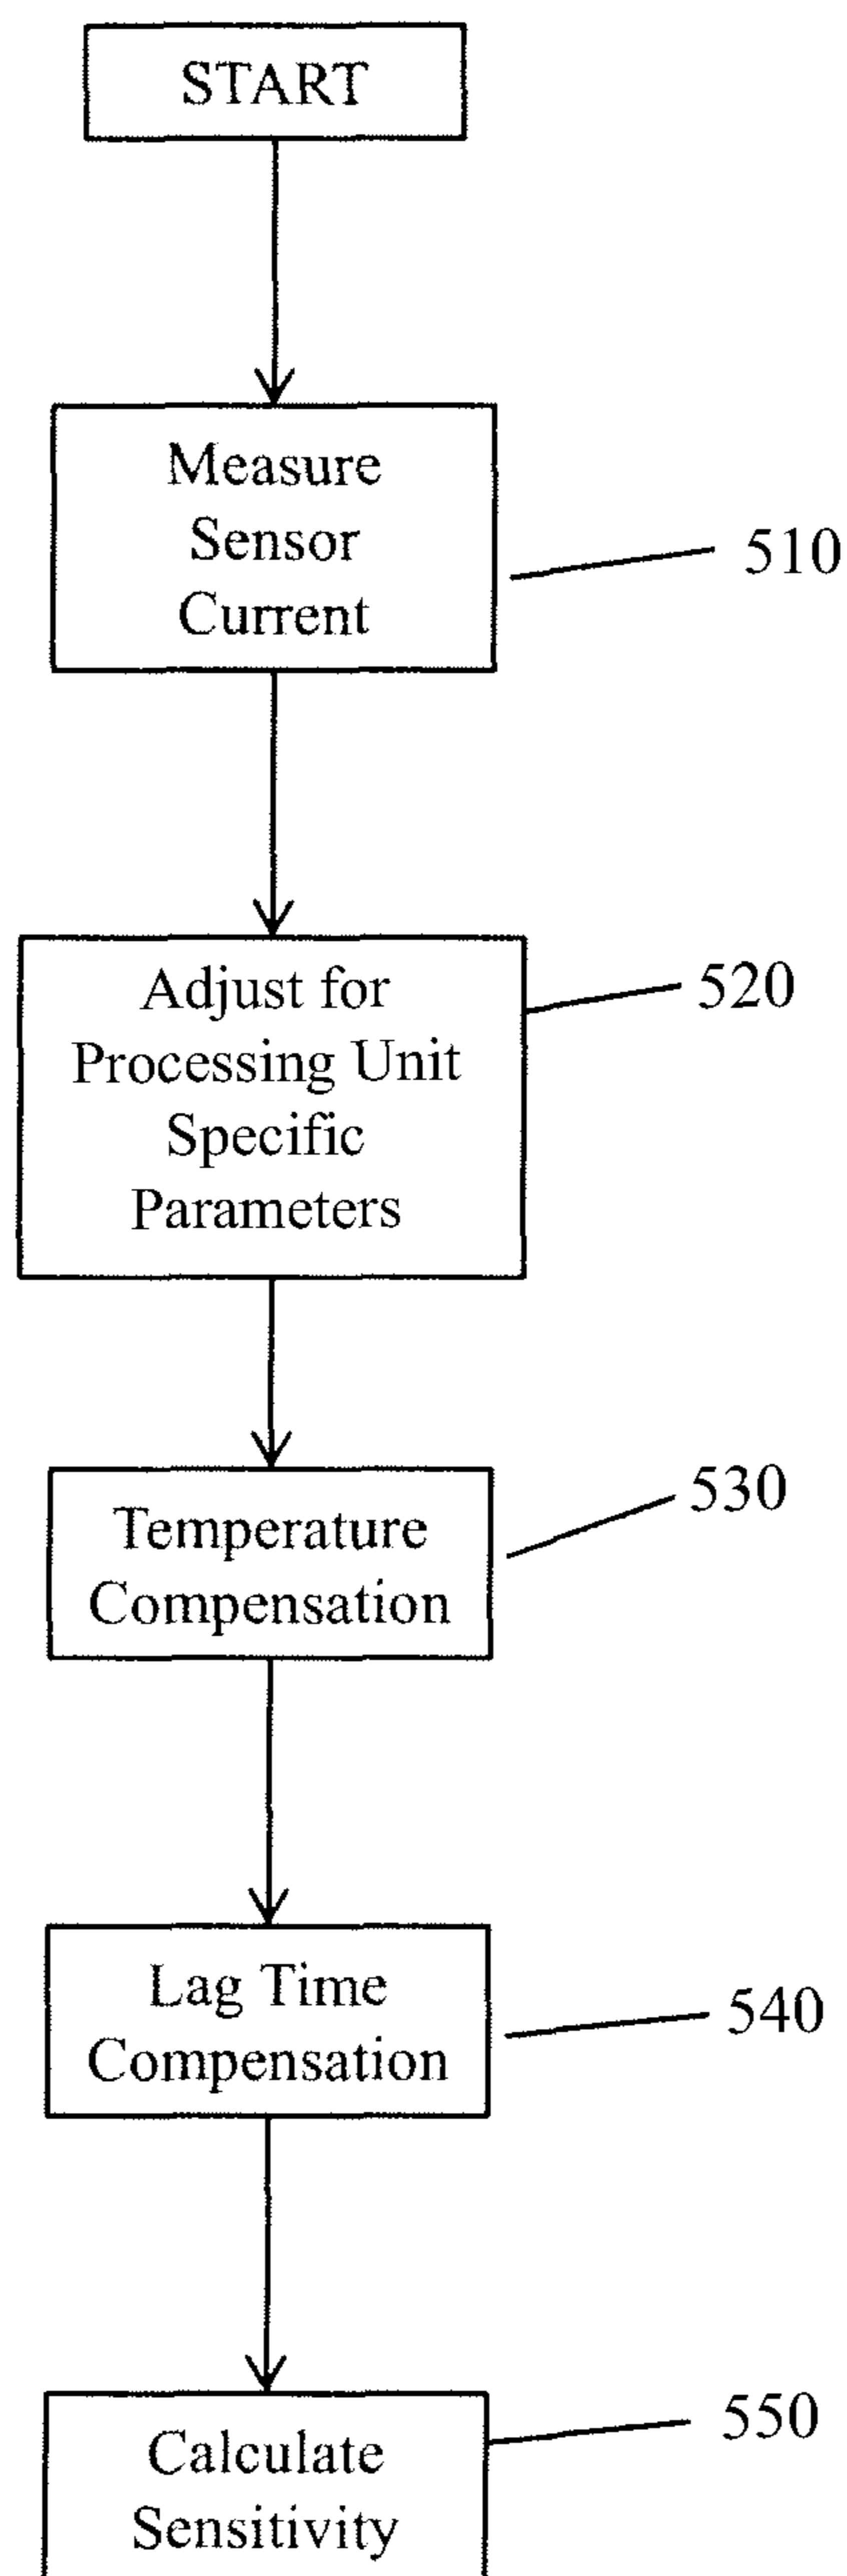 START
Measure
Sensor
Current
510
Adjust for
Processing Unit
Specific
Parameters
520
Temperature
Compensation
530
Lag Time
Compensation
540
Calculate
Sensitivity
550